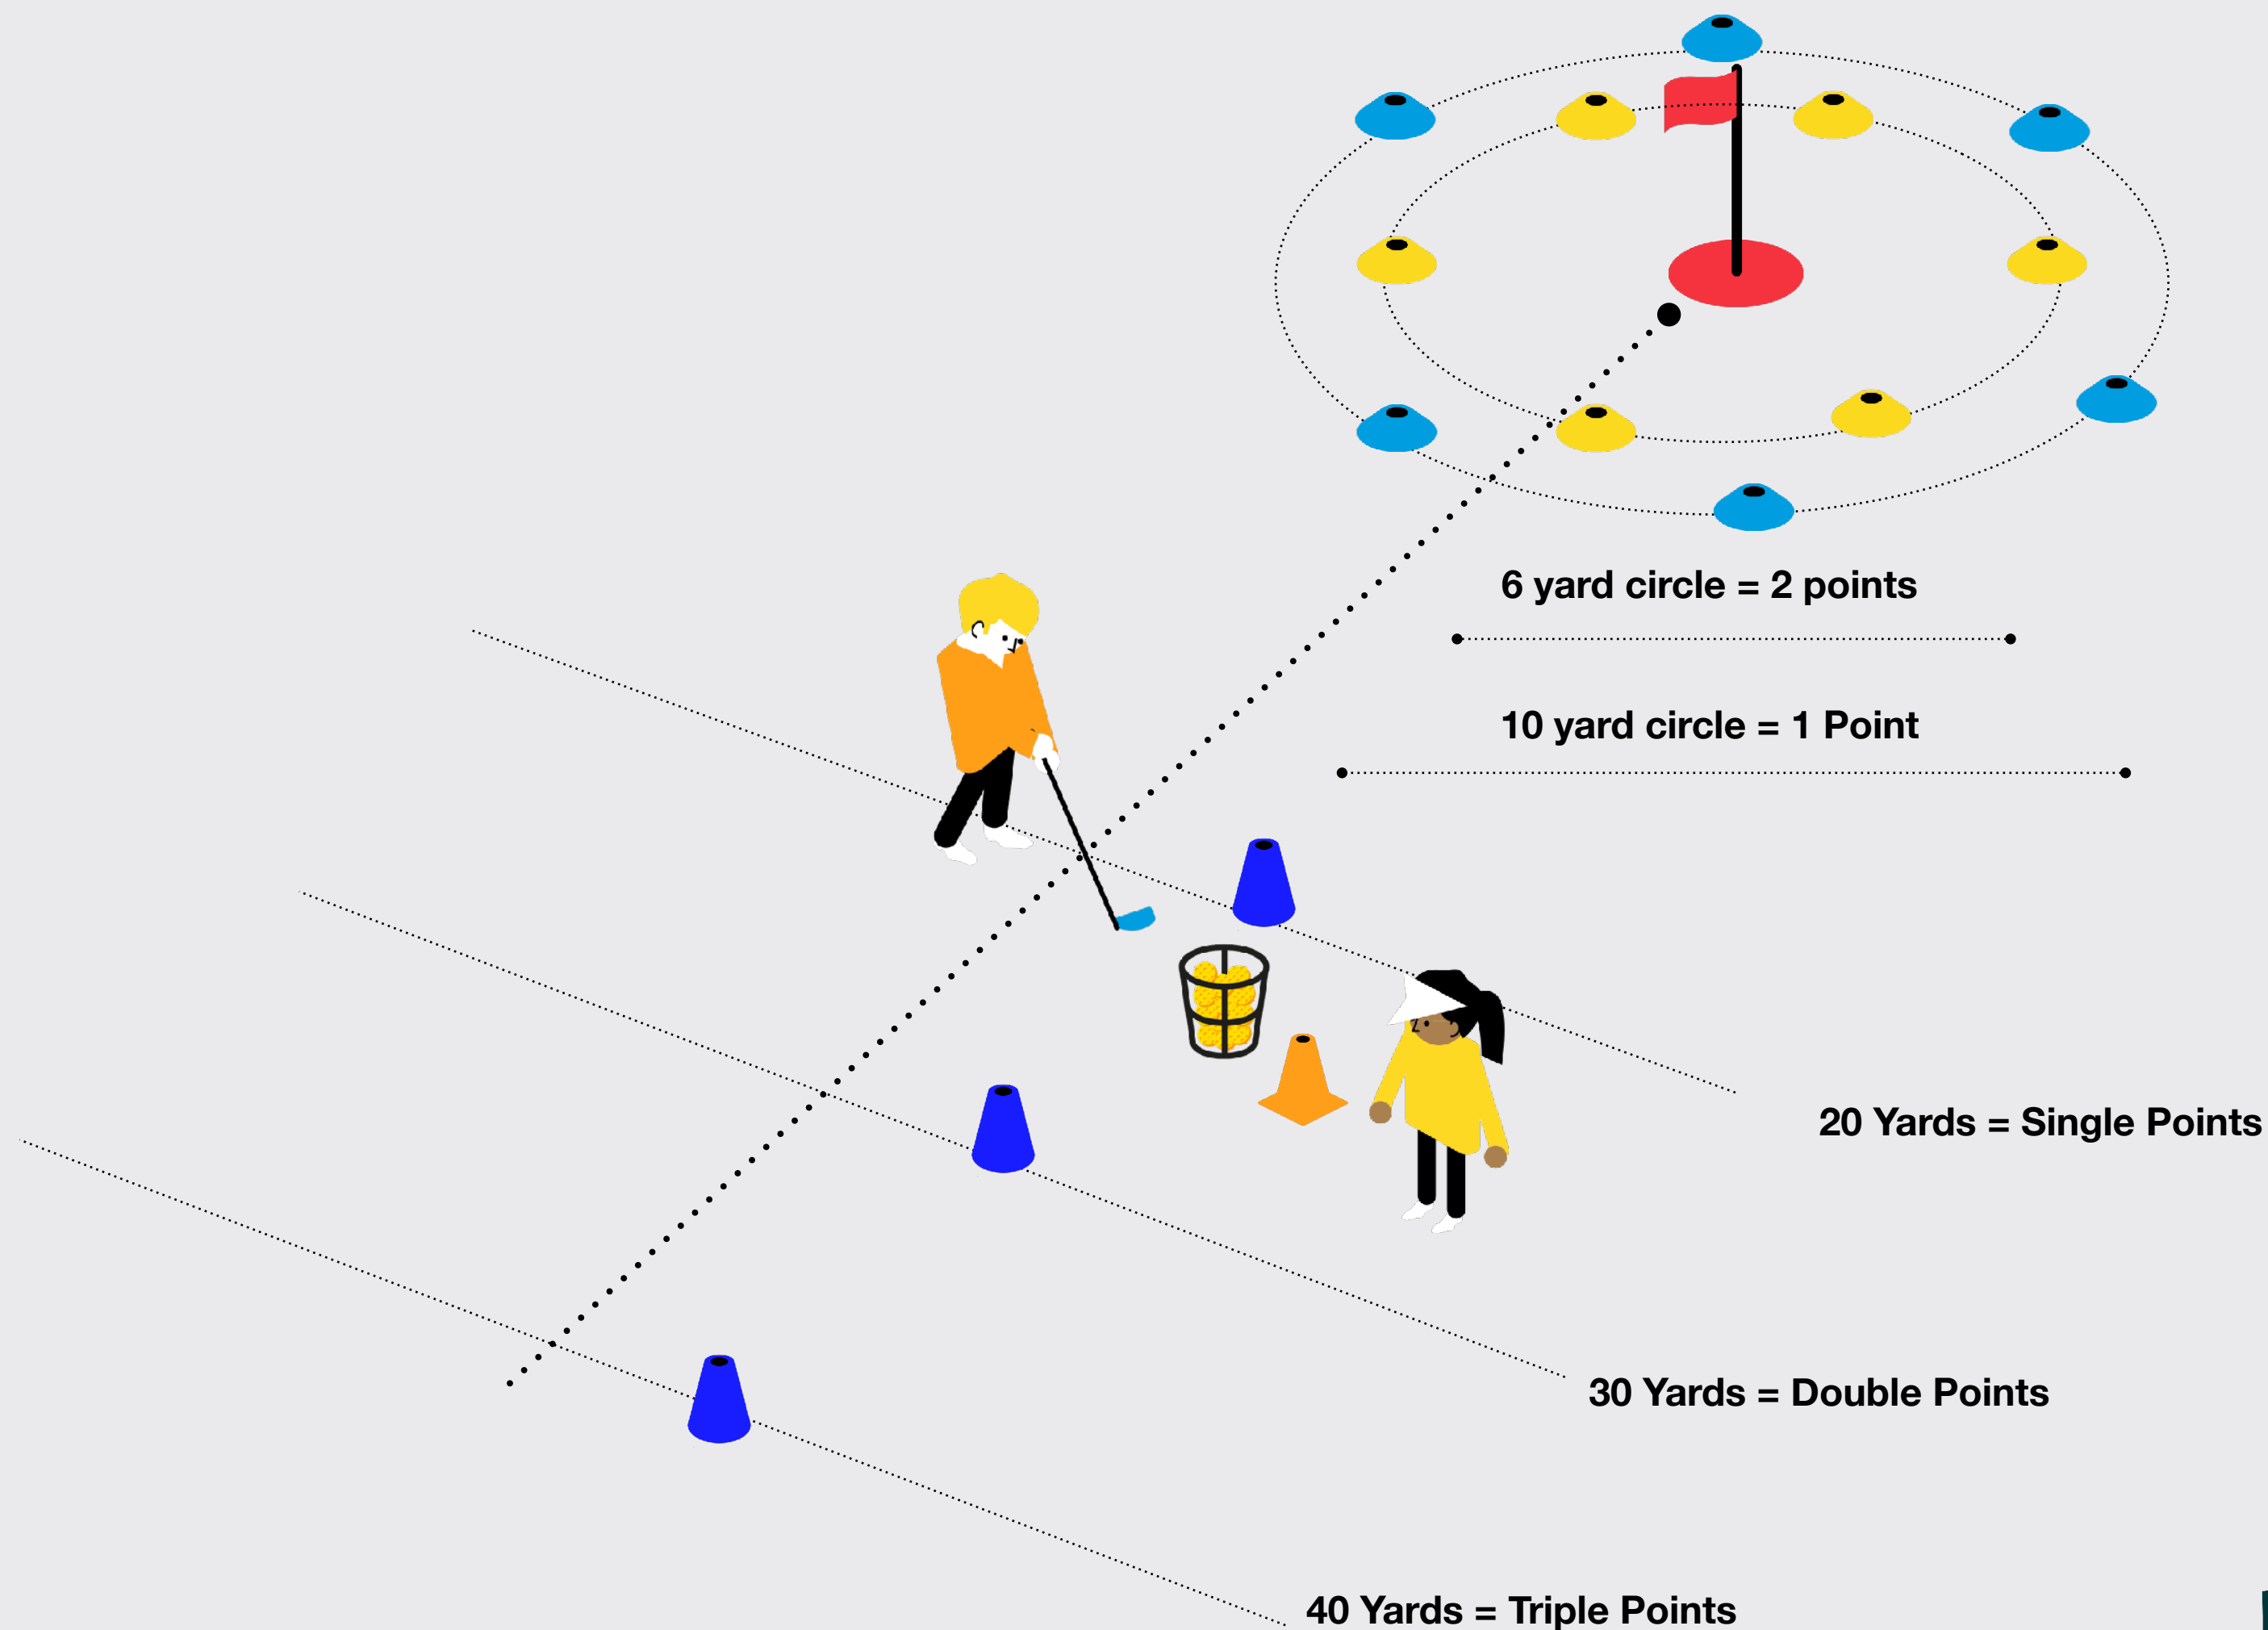 6 yard circle = 2 points
10 yard circle = 1 Point
20 Yards = Single Points
30 Yards = Double Points
40 Yards = Triple Points